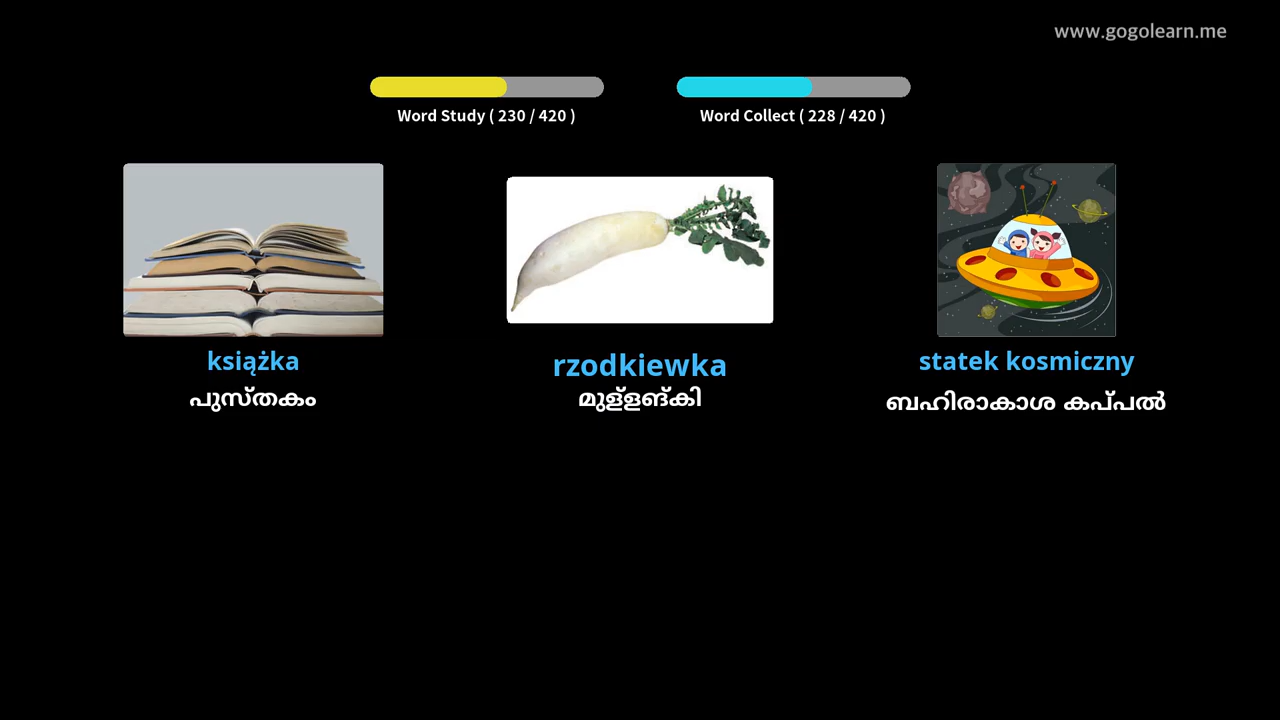 www.gogolearn.me
Word Study ( 230 / 420 )
Word Collect ( 228 / 420 )
książka
പുസ്തകം
rzodkiewka
മുള്ളങ്കി
statek kosmiczny
ബഹിരാകാശ കപ്പൽ